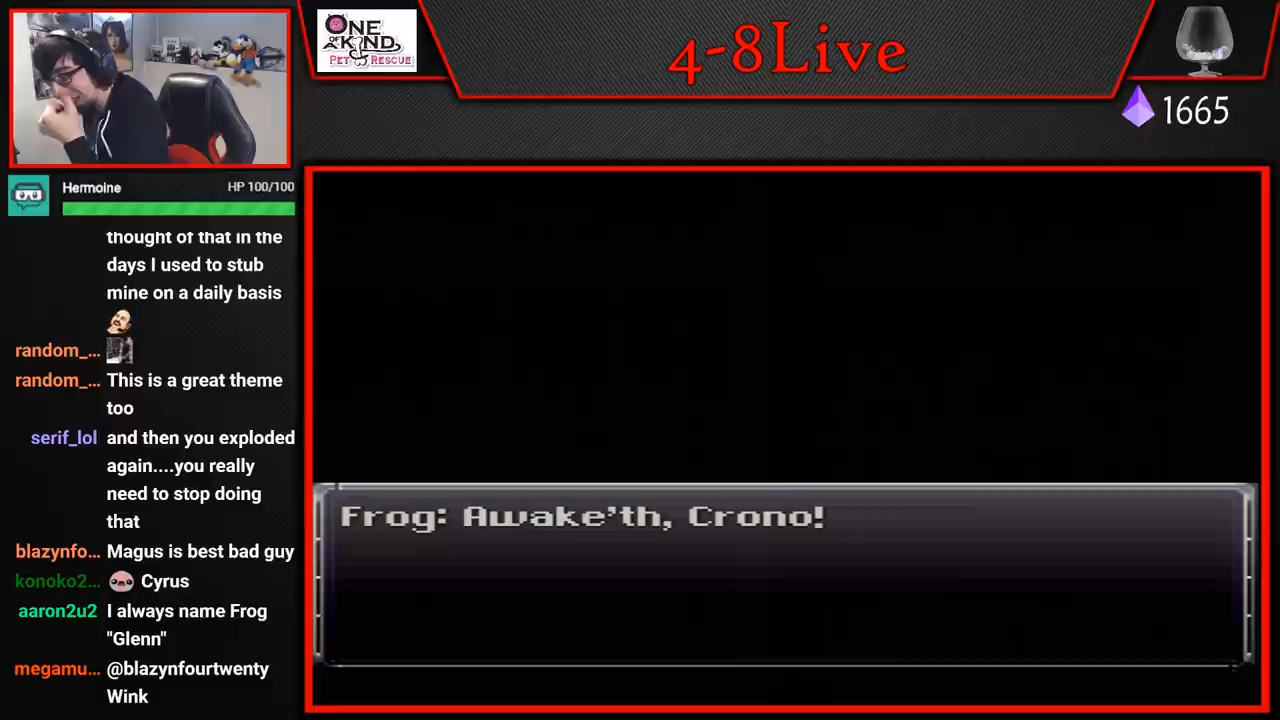 ONE
OF A KIND
PET RESCUE
4-8Live
1665
Hermoine
HP 100/100
thought of that in the
days I used to stub
mine on a daily basis
random_...
random_... This is a great theme
too
serif_lol and then you exploded
again....you really
need to stop doing
that
blazynfo... Magus is best bad guy
konoko2... Cyrus
aaron2u2 I always name Frog
"Glenn"
megamu... @blazynfourtwenty
Wink
Frog: Awake'th, Crono!